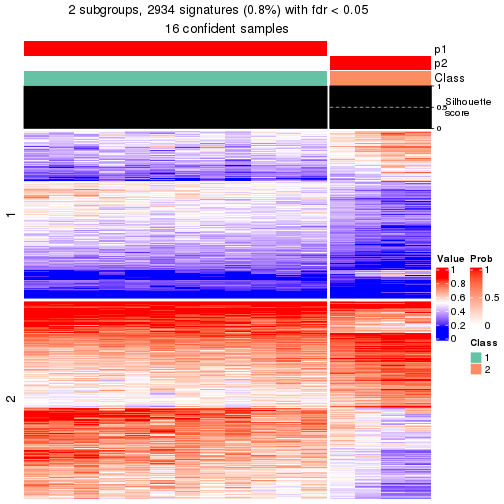 2 subgroups, 2934 signatures (0.8%) with fdr < 0.05
16 confident samples
p1
p2
Class
1
0.5
0
Silhouette
score
1
2
Value
1
0.8
0.6
0.4
0.2
0
Prob
1
0.5
0
Class
1
2